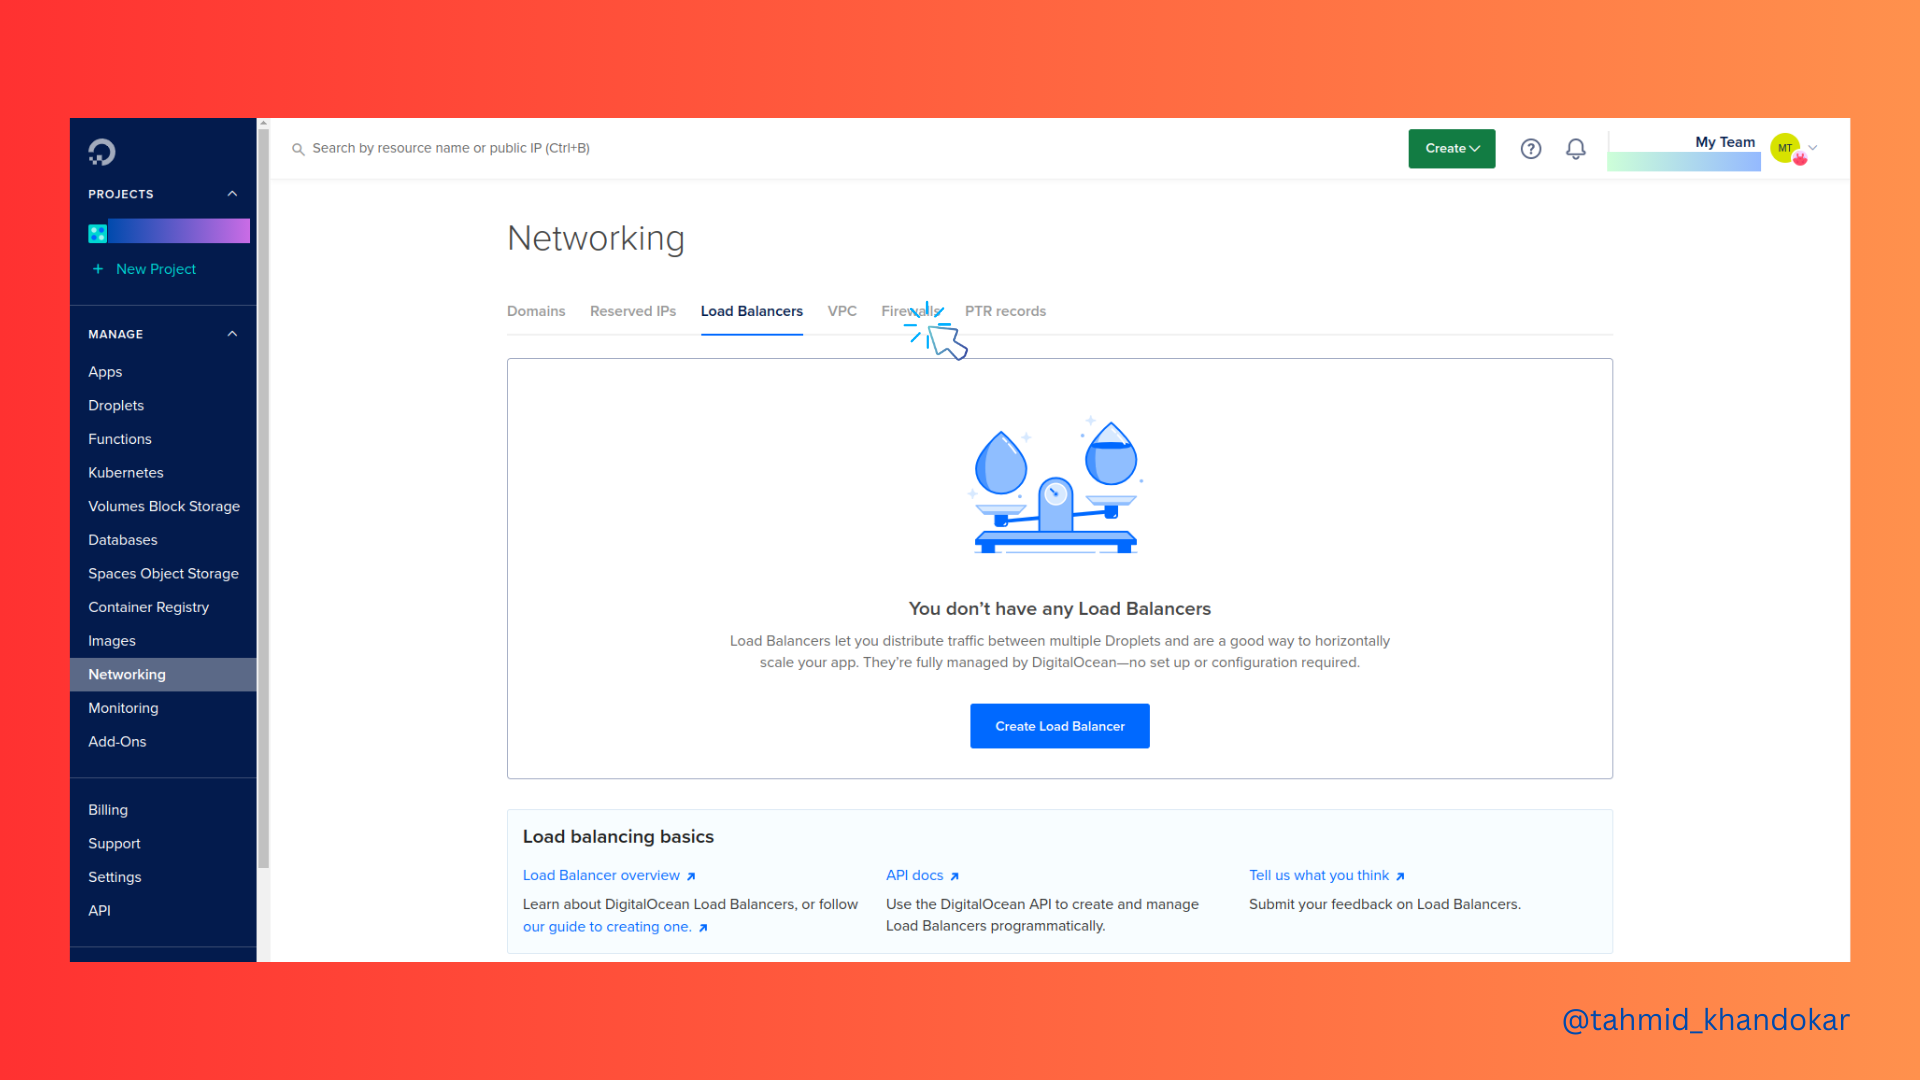 PROJECTS
+ New Project
MANAGE
Apps
Droplets
Functions
Kubernetes
Volumes Block Storage
Databases
Spaces Object Storage
Container Registry
Images
Networking
Monitoring
Add-Ons
Billing
Support
Settings
API
Search by resource name or public IP (Ctrl+B)
Create
My Team
MT
Networking
Domains Reserved IPs Load Balancers VPC Firewalls PTR records
You don’t have any Load Balancers
Load Balancers let you distribute traffic between multiple Droplets and are a good way to horizontally
scale your app. They’re fully managed by DigitalOcean—no set up or configuration required.
Create Load Balancer
Load balancing basics
Load Balancer overview
Learn about DigitalOcean Load Balancers, or follow
our guide to creating one.
API docs
Use the DigitalOcean API to create and manage
Load Balancers programmatically.
Tell us what you think
Submit your feedback on Load Balancers.
@tahmid_khandokar